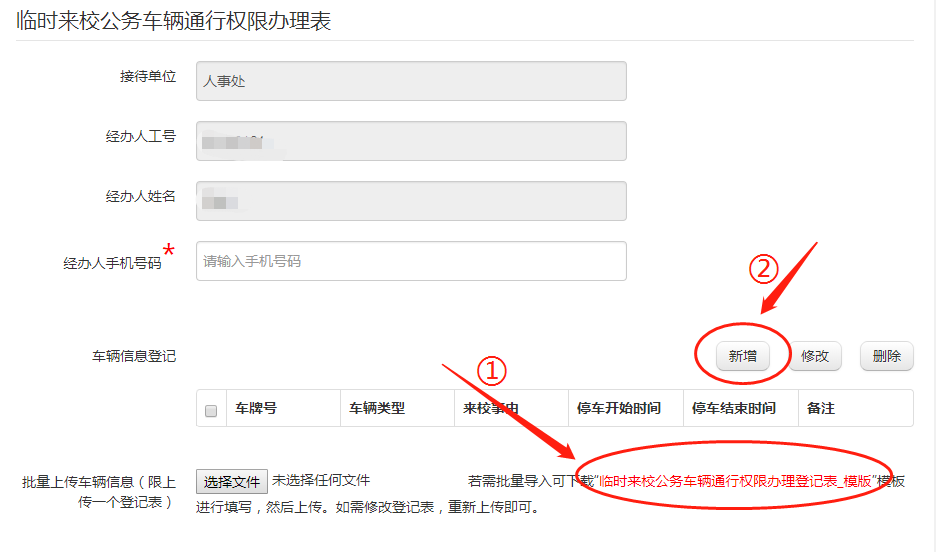 临时来校公务车辆通行权限办理表
接待单位
人事处
经办人工号
经办人姓名
经办人手机号码*
请输入手机号码
②
车辆信息登记
新增 修改 删除
①
车牌号 车辆类型 来校事由 停车开始时间 停车结束时间 备注
批量上传车辆信息（限上
传一个登记表）
选择文件 未选择任何文件 若需批量导入可下载“临时来校公务车辆通行权限办理登记表_模版”模板
进行填写，然后上传。如需修改登记表，重新上传即可。